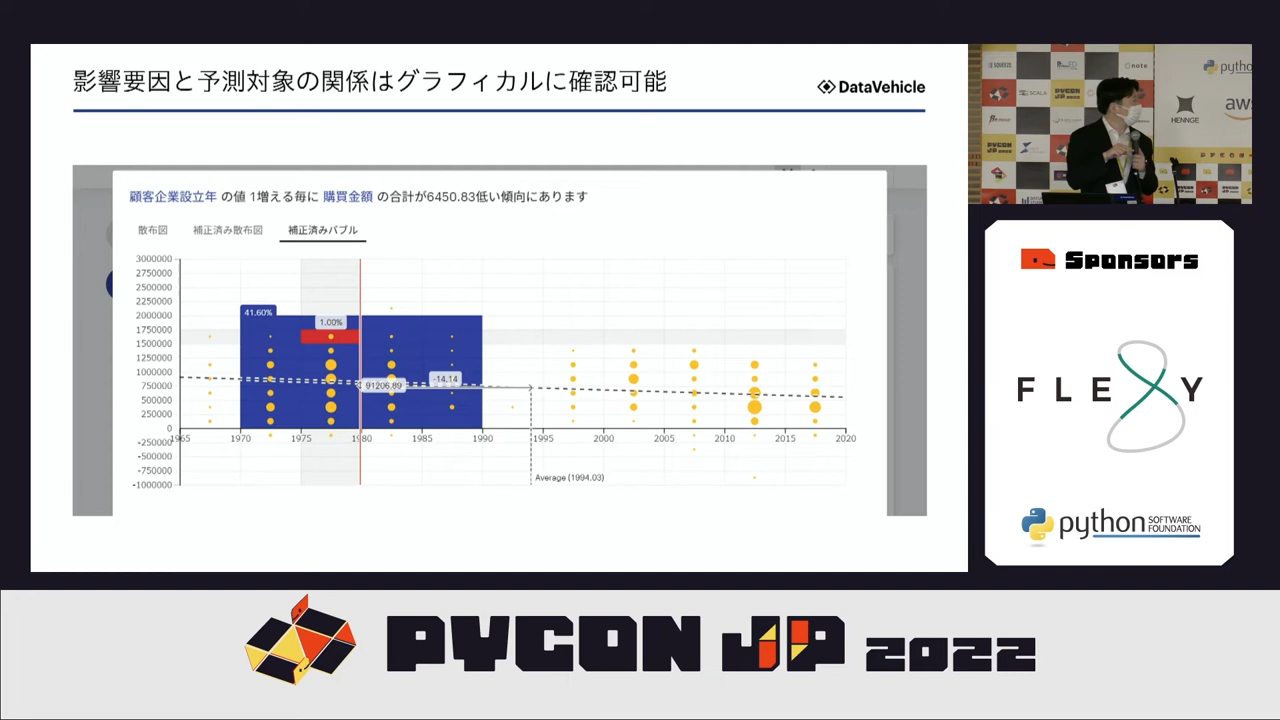 影響要因と予測対象の関係はグラフィカルに確認可能
DataVehicle
顧客企業設立年 の値 1増える毎に 購買金額 の合計が6450.83低い傾向にあります
散布図 補正済み散布図 補正済みバブル
3000000
2750000
2500000
2250000
2000000
1750000
1500000
1250000
1000000
750000
500000
250000
0
-250000
-500000
-750000
-1000000
41.60%
1.00%
91206.89
-14.14
1965 1970 1975 1980 1985 1990 1995 2000 2005 2010 2015 2020
Average (1994.03)
note
SCALA
HENNGE
aws
PYCON JP 2022
Sponsors
FLEXY
python SOFTWARE FOUNDATION
PYCON JP 2022